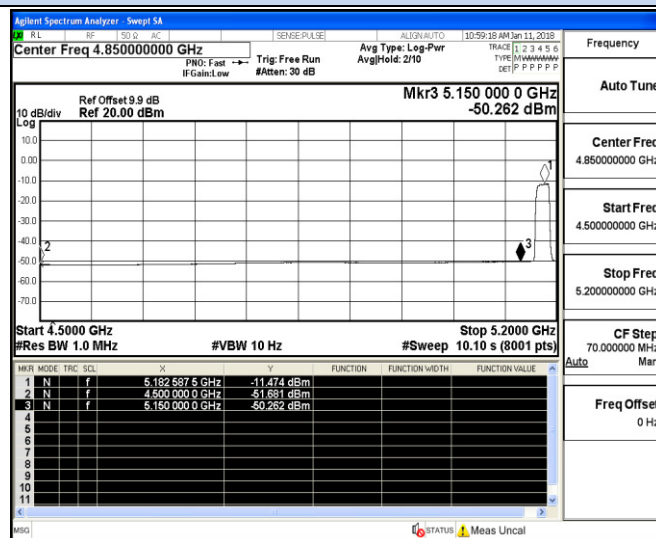 Agilent Spectrum Analyzer - Swept SA
RL RF 50 Ω AC SENSE:PULSE ALIGN AUTO 10:59:18 AM Jan 11, 2018
Center Freq 4.850000000 GHz
PNO: Fast
IFGain:Low
Trig: Free Run
#Atten: 30 dB
Avg Type: Log-Pwr
Avg|Hold: 2/10
TRACE 1 2 3 4 5 6
TYPE
DET P P P P P P
Ref Offset 9.9 dB
10 dB/div Ref 20.00 dBm
Log
Mkr3 5.150 000 0 GHz
-50.262 dBm
10.0
0.00
-10.0
-20.0
-30.0
-40.0
-50.0
-60.0
-70.0
1
2
3
Start 4.5000 GHz Stop 5.2000 GHz
#Res BW 1.0 MHz #VBW 10 Hz #Sweep 10.10 s (8001 pts)
MKR MODE TRC SCL X Y FUNCTION FUNCTION WIDTH FUNCTION VALUE
1 N f 5.182 587 5 GHz -11.474 dBm
2 N f 4.500 000 0 GHz -51.681 dBm
3 N f 5.150 000 0 GHz -50.262 dBm
4
5
6
7
8
9
10
11
MSG STATUS Meas Uncal
Frequency
Auto Tune
Center Freq
4.850000000 GHz
Start Freq
4.500000000 GHz
Stop Freq
5.200000000 GHz
CF Step
70.000000 MHz
Auto Man
Freq Offset
0 Hz